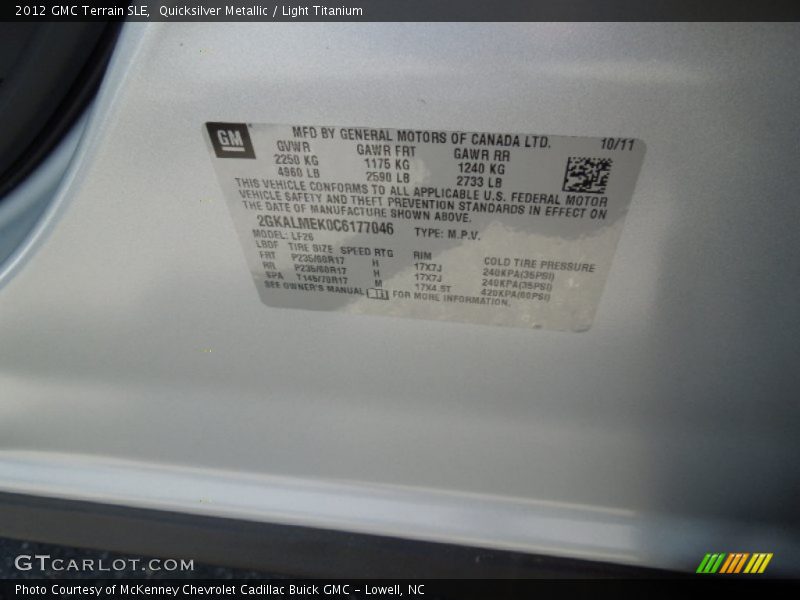 2012 GMC Terrain SLE, Quicksilver Metallic / Light Titanium
GM MFD BY GENERAL MOTORS OF CANADA LTD. 10/11
GVWR GAWR FRT GAWR RR
2250 KG 1175 KG 1240 KG
4960 LB 2590 LB 2733 LB
THIS VEHICLE CONFORMS TO ALL APPLICABLE U.S. FEDERAL MOTOR
VEHICLE SAFETY AND THEFT PREVENTION STANDARDS IN EFFECT ON
THE DATE OF MANUFACTURE SHOWN ABOVE.
2GKALMEK0C6177046 TYPE: M.P.V.
MODEL: LF26
LBDF TIRE SIZE SPEED RTG RIM COLD TIRE PRESSURE
FRT P235/60R17 H 17X7J 240KPA(35PSI)
RR P235/60R17 H 17X7J 240KPA(35PSI)
SPA T145/70R17 M 17X4.5T 420KPA(60PSI)
SEE OWNER'S MANUAL FOR MORE INFORMATION.
GTCARLOT.COM
Photo Courtesy of McKenney Chevrolet Cadillac Buick GMC - Lowell, NC